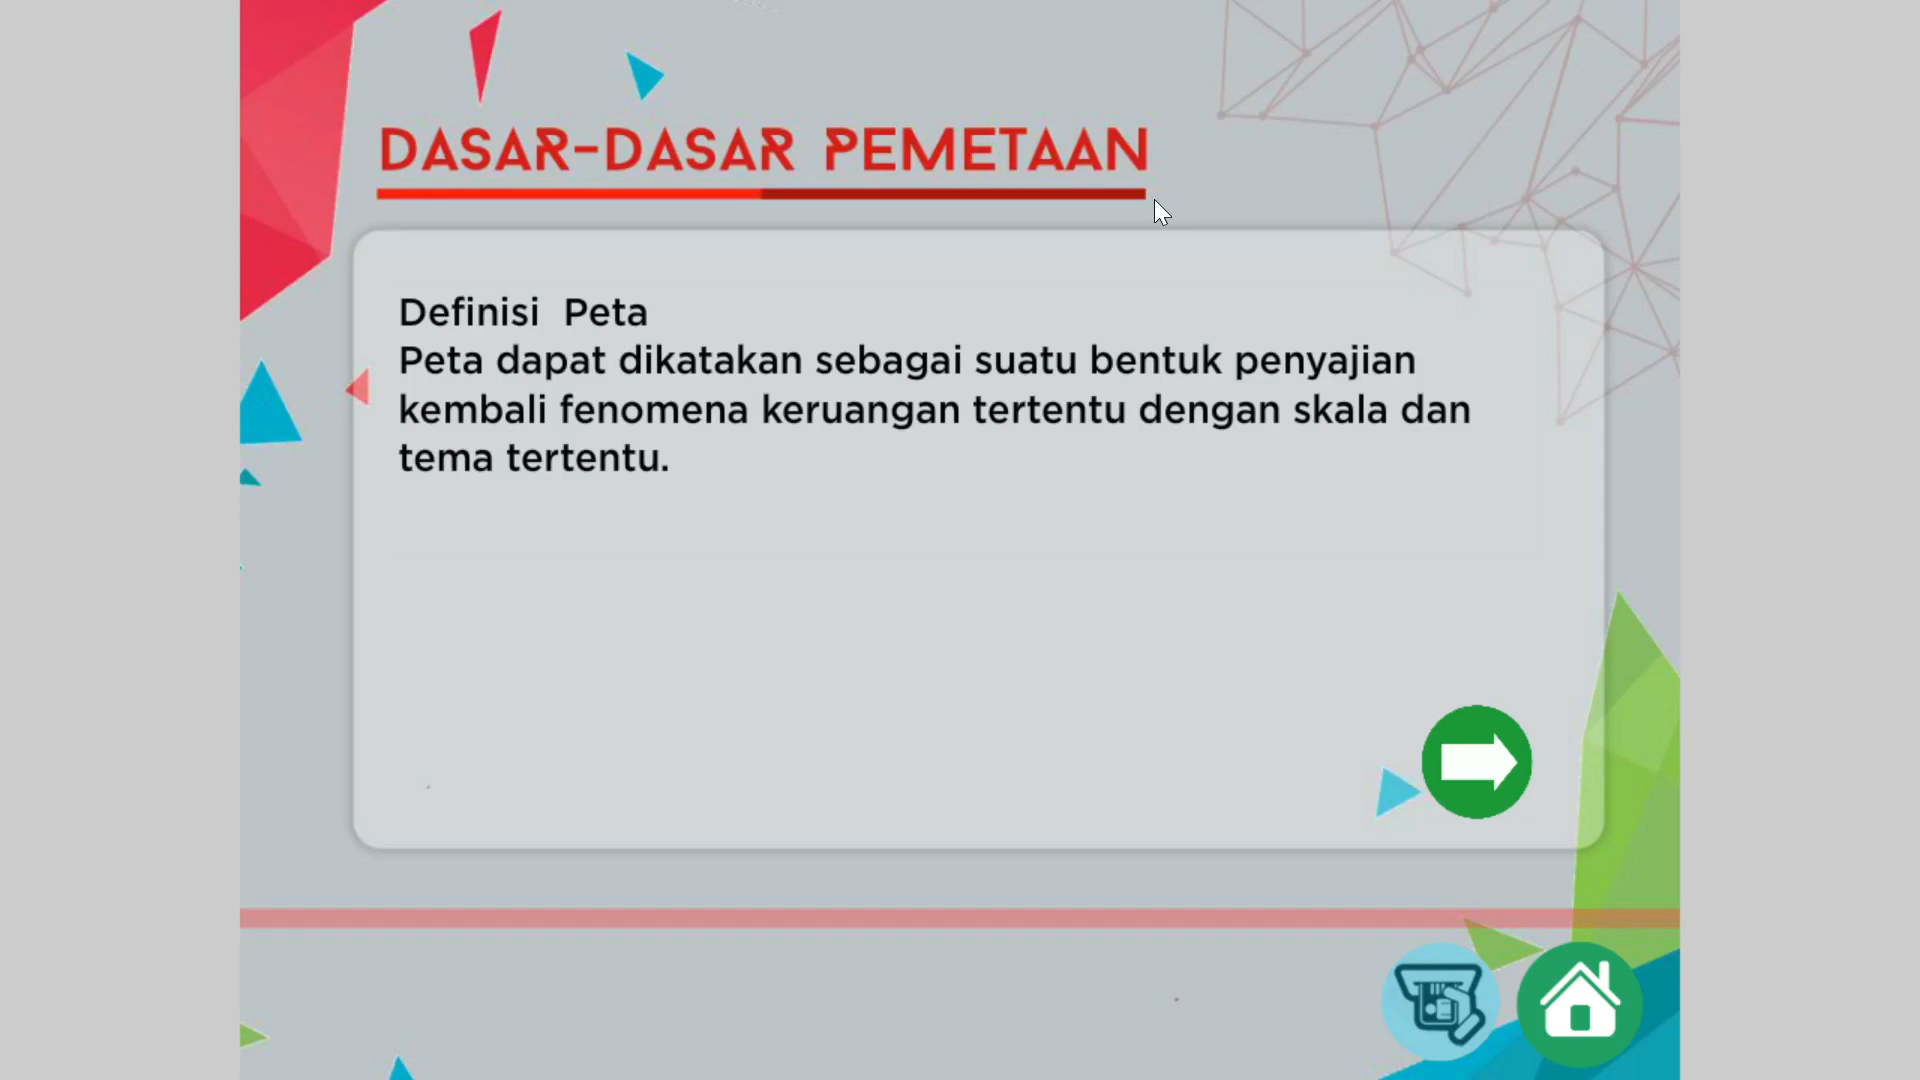 DASAR-DASAR PEMETAAN
Definisi Peta
Peta dapat dikatakan sebagai suatu bentuk penyajian
kembali fenomena keruangan tertentu dengan skala dan
tema tertentu.